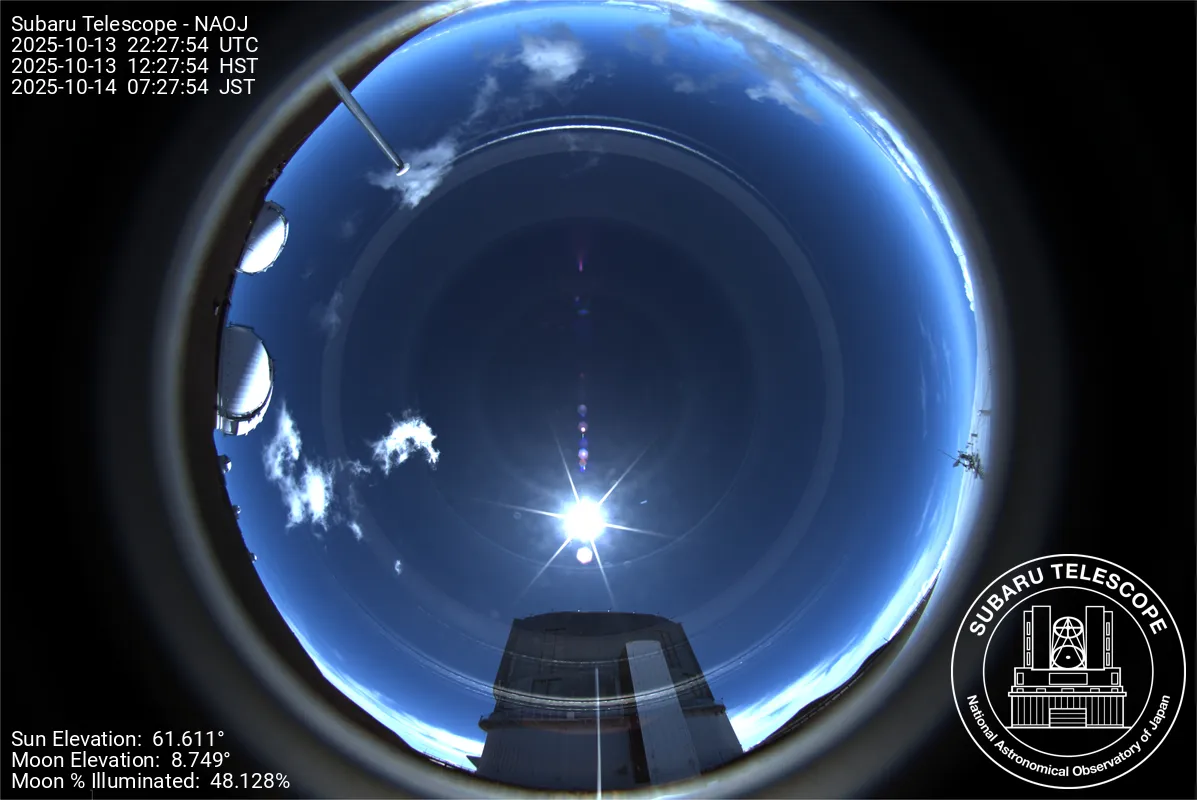 Subaru Telescope - NAOJ
2025-10-13 22:27:54 UTC
2025-10-13 12:27:54 HST
2025-10-14 07:27:54 JST
SUBARU TELESCOPE
National Astronomical Observatory of Japan
Sun Elevation: 61.611°
Moon Elevation: 8.749°
Moon % Illuminated: 48.128%